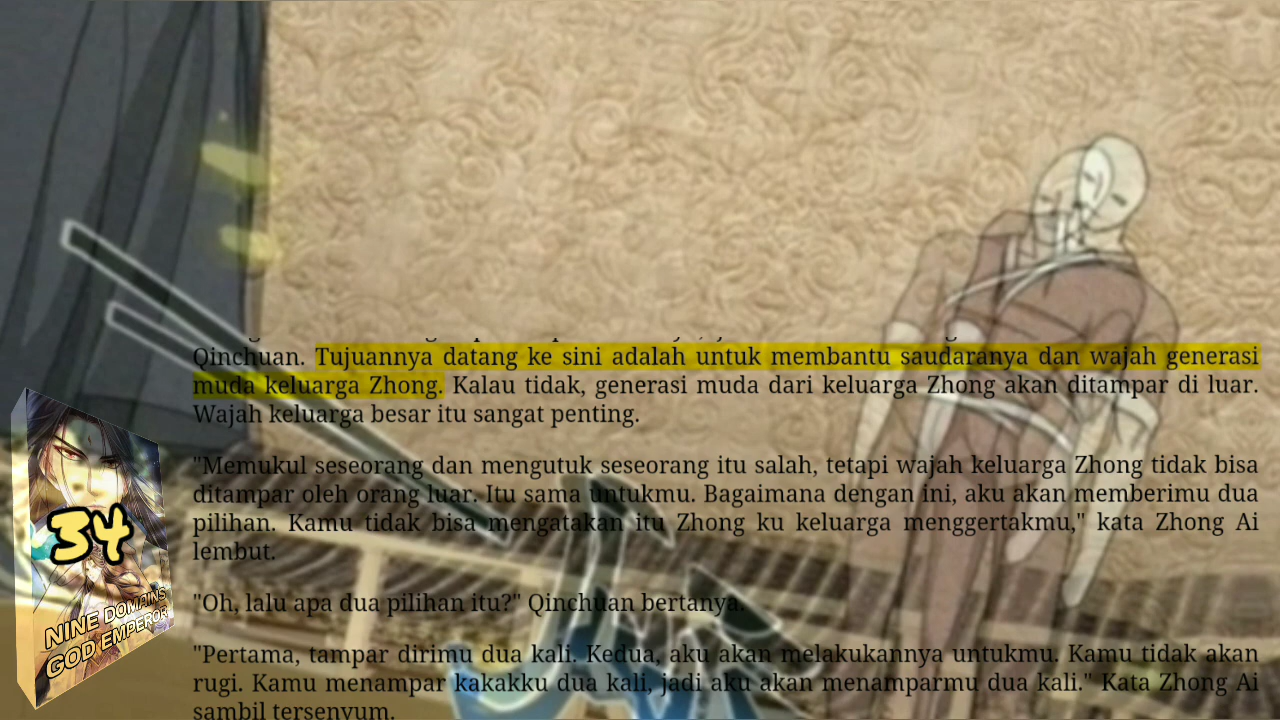 Qinchuan. Tujuannya datang ke sini adalah untuk membantu saudaranya dan wajah generasi
muda keluarga Zhong. Kalau tidak, generasi muda dari keluarga Zhong akan ditampar di luar.
Wajah keluarga besar itu sangat penting.
"Memukul seseorang dan mengutuk seseorang itu salah, tetapi wajah keluarga Zhong tidak bisa
ditampar oleh orang luar. Itu sama untukmu. Bagaimana dengan ini, aku akan memberimu dua
pilihan. Kamu tidak bisa mengatakan itu Zhong ku keluarga menggertakmu," kata Zhong Ai
lembut.
"Oh, lalu apa dua pilihan itu?" Qinchuan bertanya.
"Pertama, tampar dirimu dua kali. Kedua, aku akan melakukannya untukmu. Kamu tidak akan
rugi. Kamu menampar kakakku dua kali, jadi aku akan menamparmu dua kali." Kata Zhong Ai
sambil tersenyum.
34
NINE DOMAINS
GOD EMPEROR